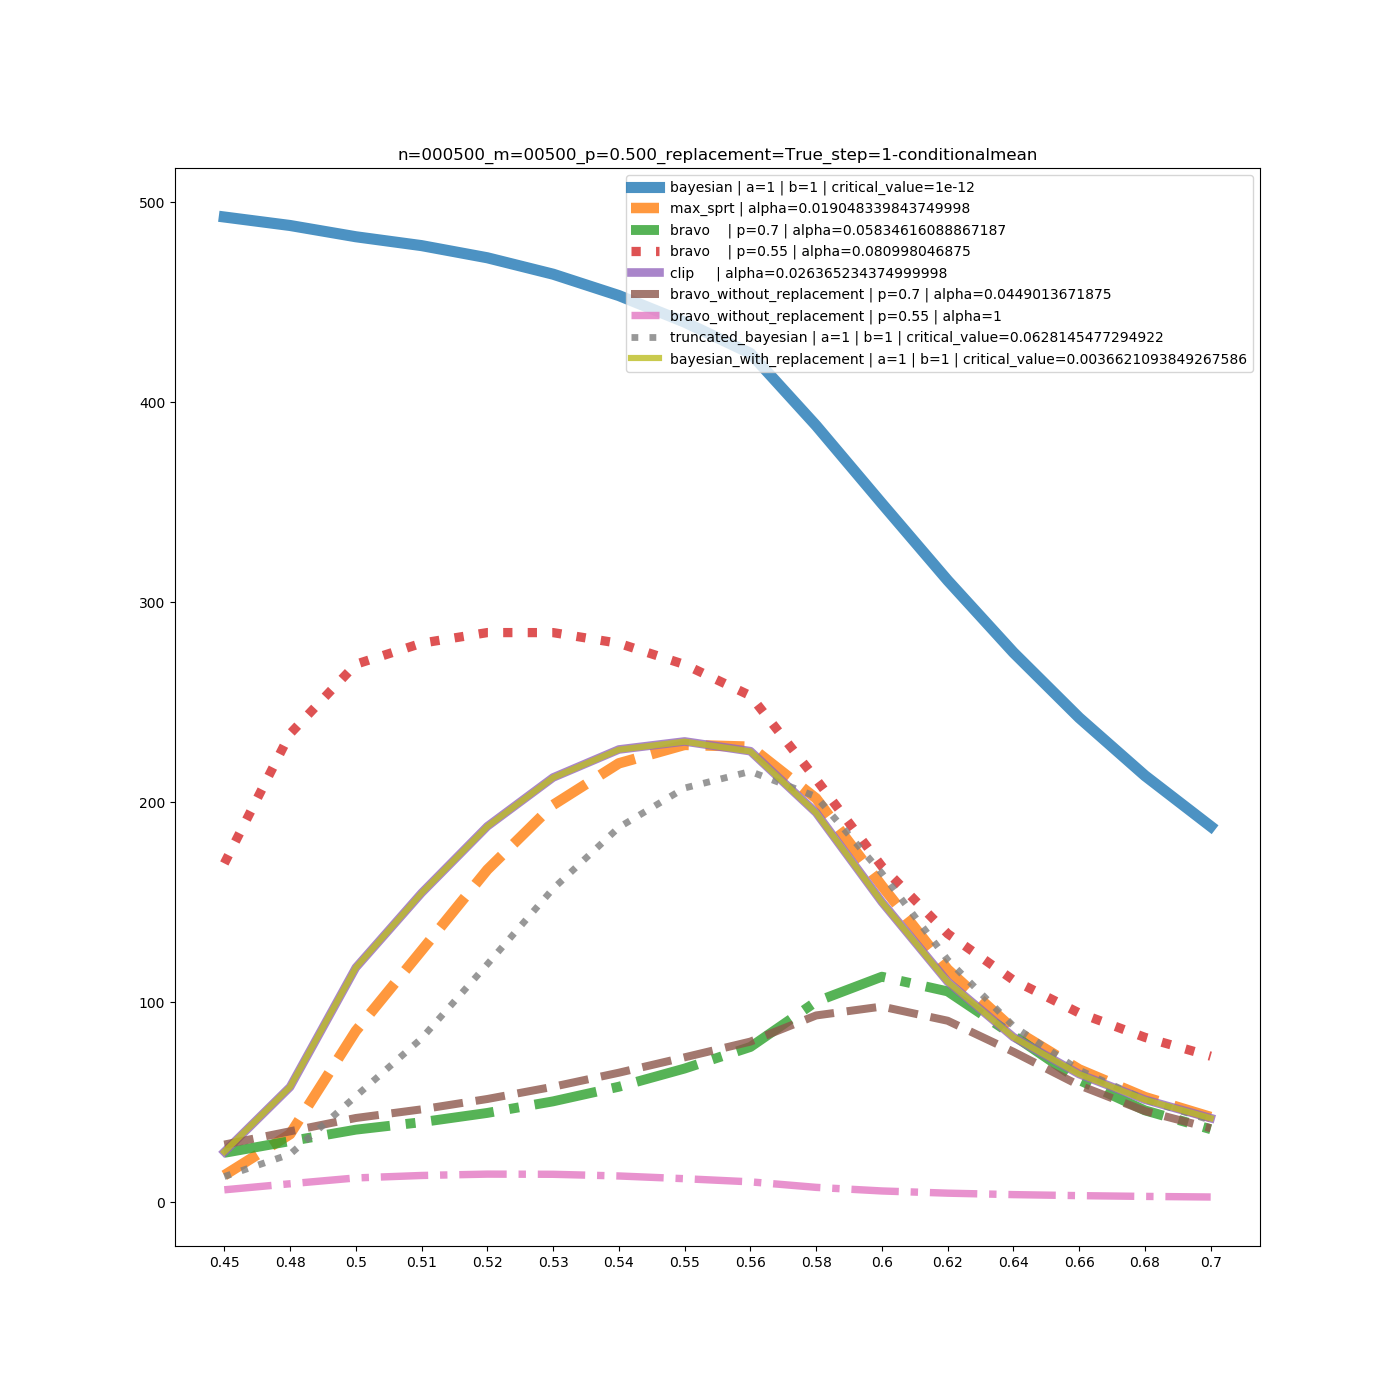 n=000500_m=00500_p=0.500_replacement=True_step=1-conditionalmean
bayesian | a=1 | b=1 | critical_value=1e-12
max_sprt | alpha=0.019048339843749998
bravo    | p=0.7 | alpha=0.05834616088867187
bravo    | p=0.55 | alpha=0.080998046875
clip     | alpha=0.026365234374999998
bravo_without_replacement | p=0.7 | alpha=0.0449013671875
bravo_without_replacement | p=0.55 | alpha=1
truncated_bayesian | a=1 | b=1 | critical_value=0.0628145477294922
bayesian_with_replacement | a=1 | b=1 | critical_value=0.0036621093849267586
500
400
300
200
100
0
0.45 0.48 0.5 0.51 0.52 0.53 0.54 0.55 0.56 0.58 0.6 0.62 0.64 0.66 0.68 0.7